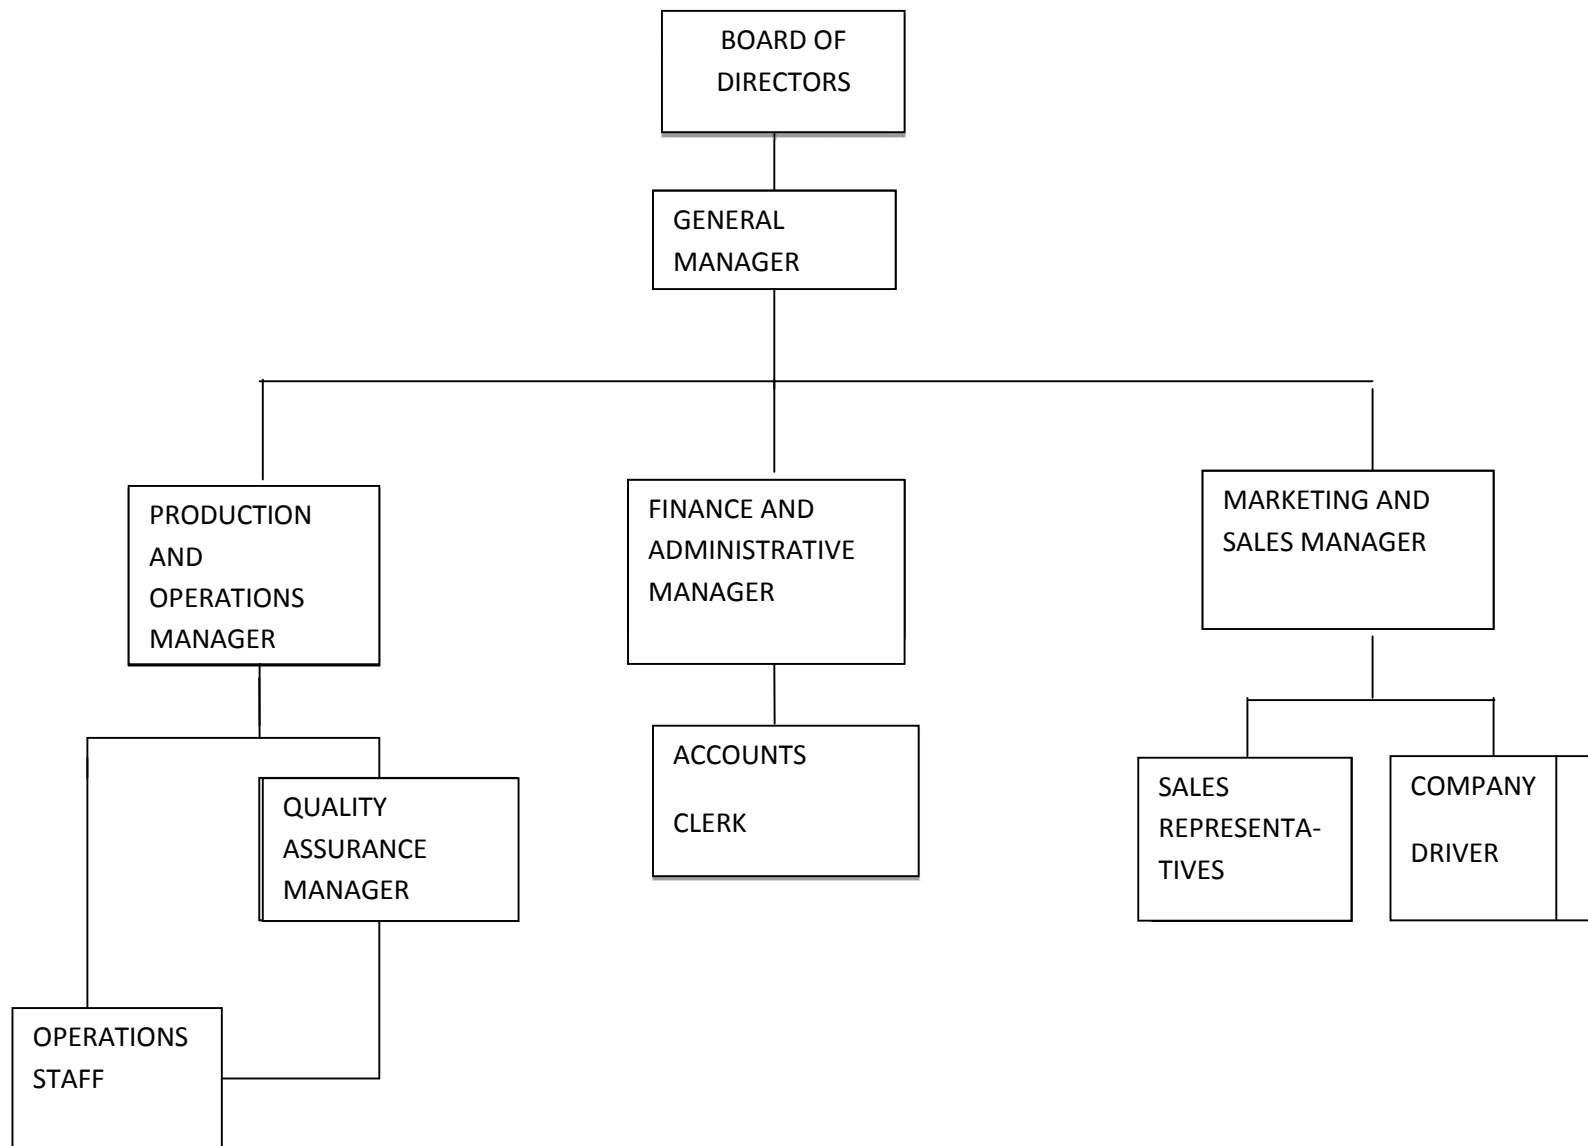 BOARD OF
DIRECTORS
GENERAL
MANAGER
PRODUCTION
AND
OPERATIONS
MANAGER
FINANCE AND
ADMINISTRATIVE
MANAGER
MARKETING AND
SALES MANAGER
QUALITY
ASSURANCE
MANAGER
ACCOUNTS
CLERK
SALES
REPRESENTA-
TIVES
COMPANY
DRIVER
OPERATIONS
STAFF